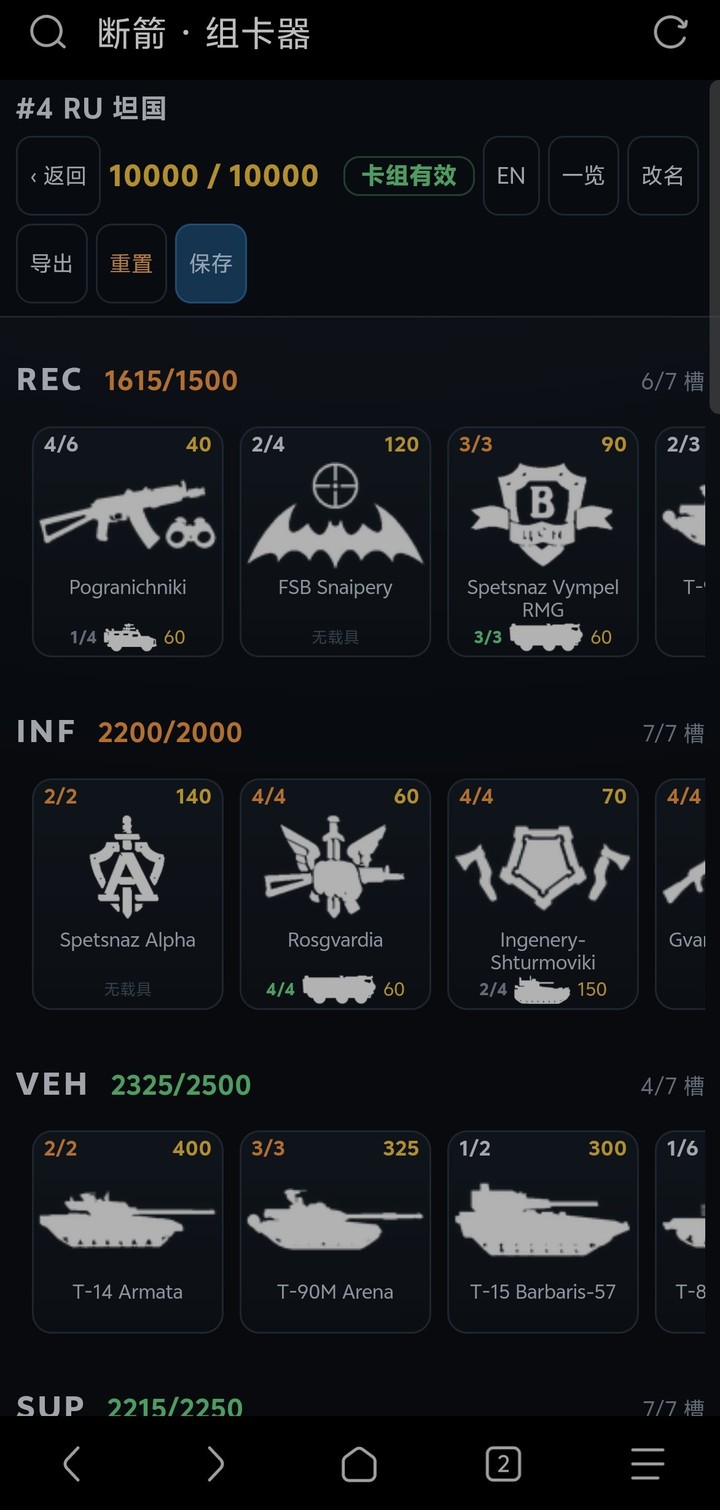 断箭 · 组卡器
#4 RU 坦国
‹ 返回 10000 / 10000 卡组有效 EN 一览 改名
导出 重置 保存
REC 1615/1500 6/7 槽
4/6 40 2/4 120 3/3 90 2/3
B
Pogranichniki FSB Snaipery Spetsnaz Vympel RMG T-
1/4 60 无载具 3/3 60
INF 2200/2000 7/7 槽
2/2 140 4/4 60 4/4 70 4/4
A
Spetsnaz Alpha Rosgvardia Ingenery-Shturmoviki Gvar
无载具 4/4 60 2/4 150
VEH 2325/2500 4/7 槽
2/2 400 3/3 325 1/2 300 1/6
T-14 Armata T-90M Arena T-15 Barbaris-57 T-8
SUP 2215/2250 7/7 槽
2